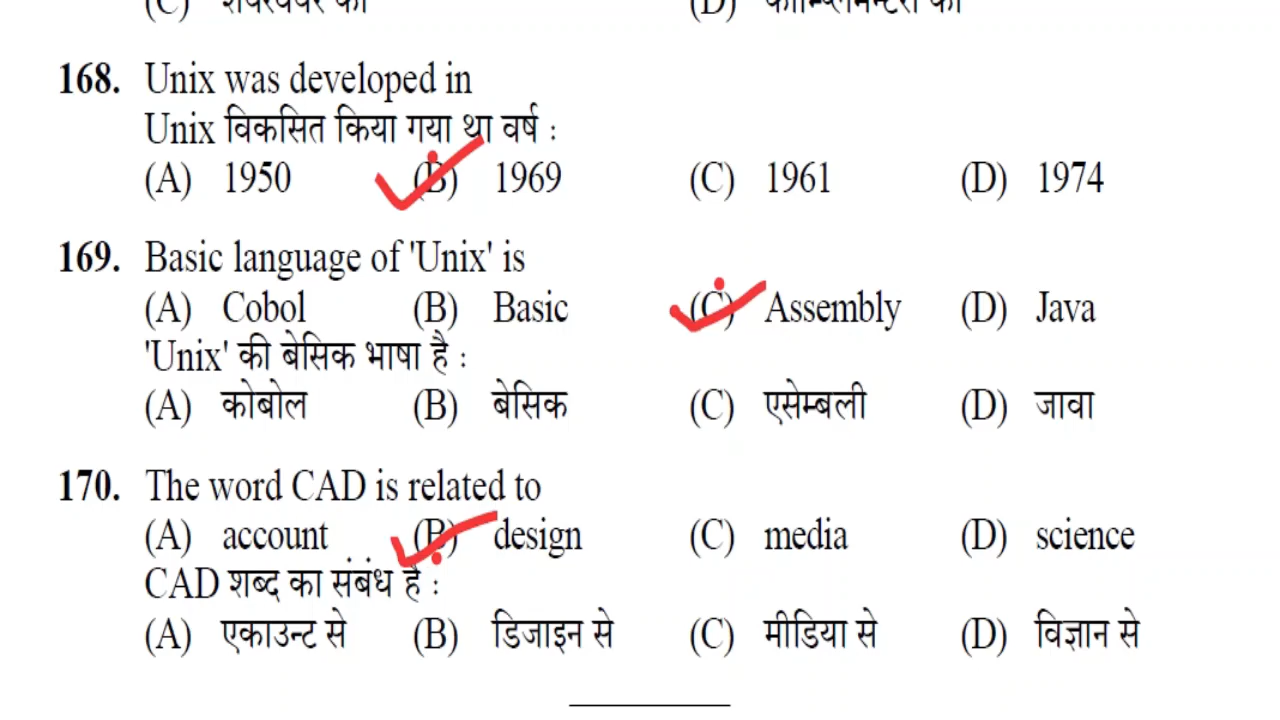 168. Unix was developed in
Unix विकसित किया गया था वर्ष :
(A) 1950 (B) 1969 (C) 1961 (D) 1974
169. Basic language of 'Unix' is
(A) Cobol (B) Basic (C) Assembly (D) Java
'Unix' की बेसिक भाषा है :
(A) कोबोल (B) बेसिक (C) एसेम्बली (D) जावा
170. The word CAD is related to
(A) account (B) design (C) media (D) science
CAD शब्द का संबंध है :
(A) एकाउन्ट से (B) डिजाइन से (C) मीडिया से (D) विज्ञान से